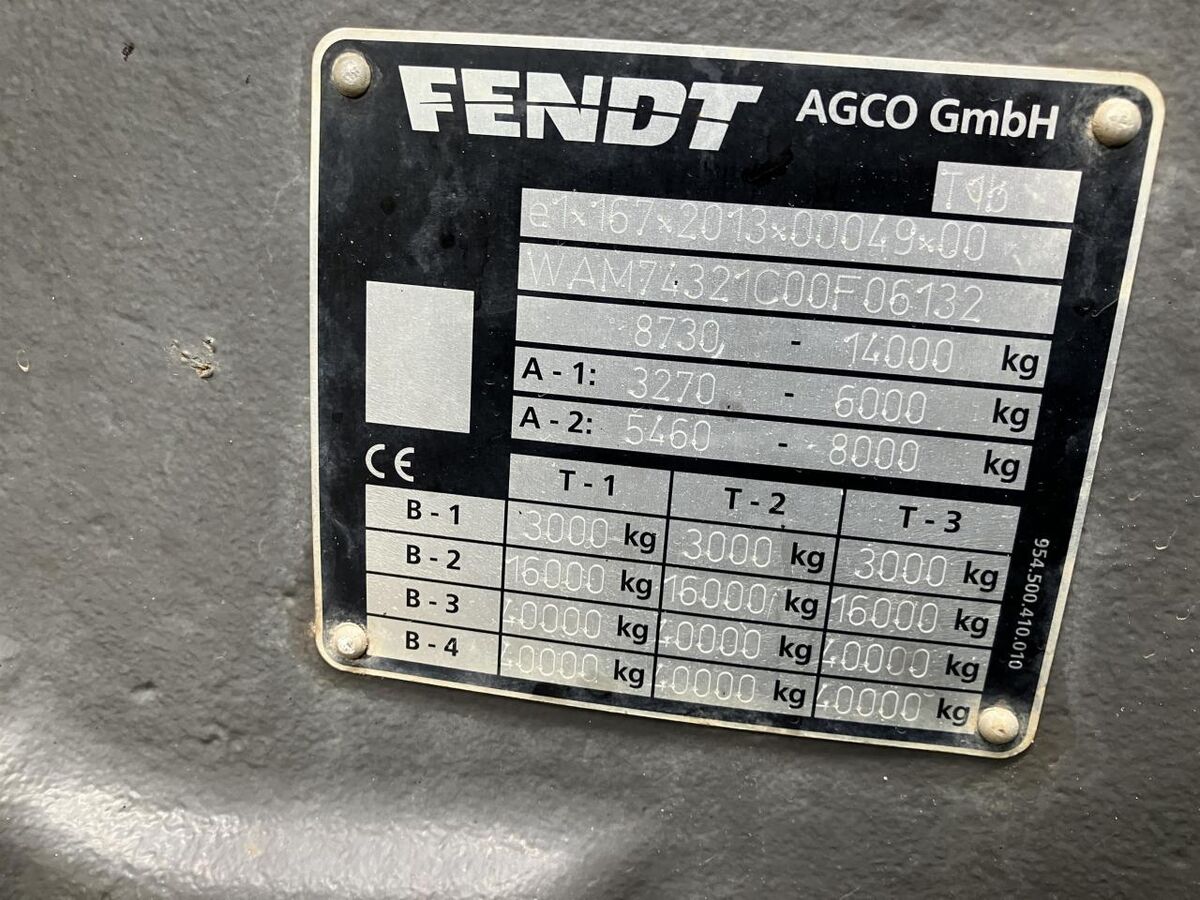 FENDT AGCO GmbH
T1b
e1*167*2013*00049*00
WAM74321C00F06132
8730 - 14000 kg
A - 1: 3270 - 6000 kg
A - 2: 5460 - 8000 kg
CE
T - 1 T - 2 T - 3
B - 1 3000 kg 3000 kg 3000 kg
B - 2 16000 kg 16000 kg 16000 kg
B - 3 40000 kg 40000 kg 40000 kg
B - 4 40000 kg 40000 kg 40000 kg
954.500.410.010